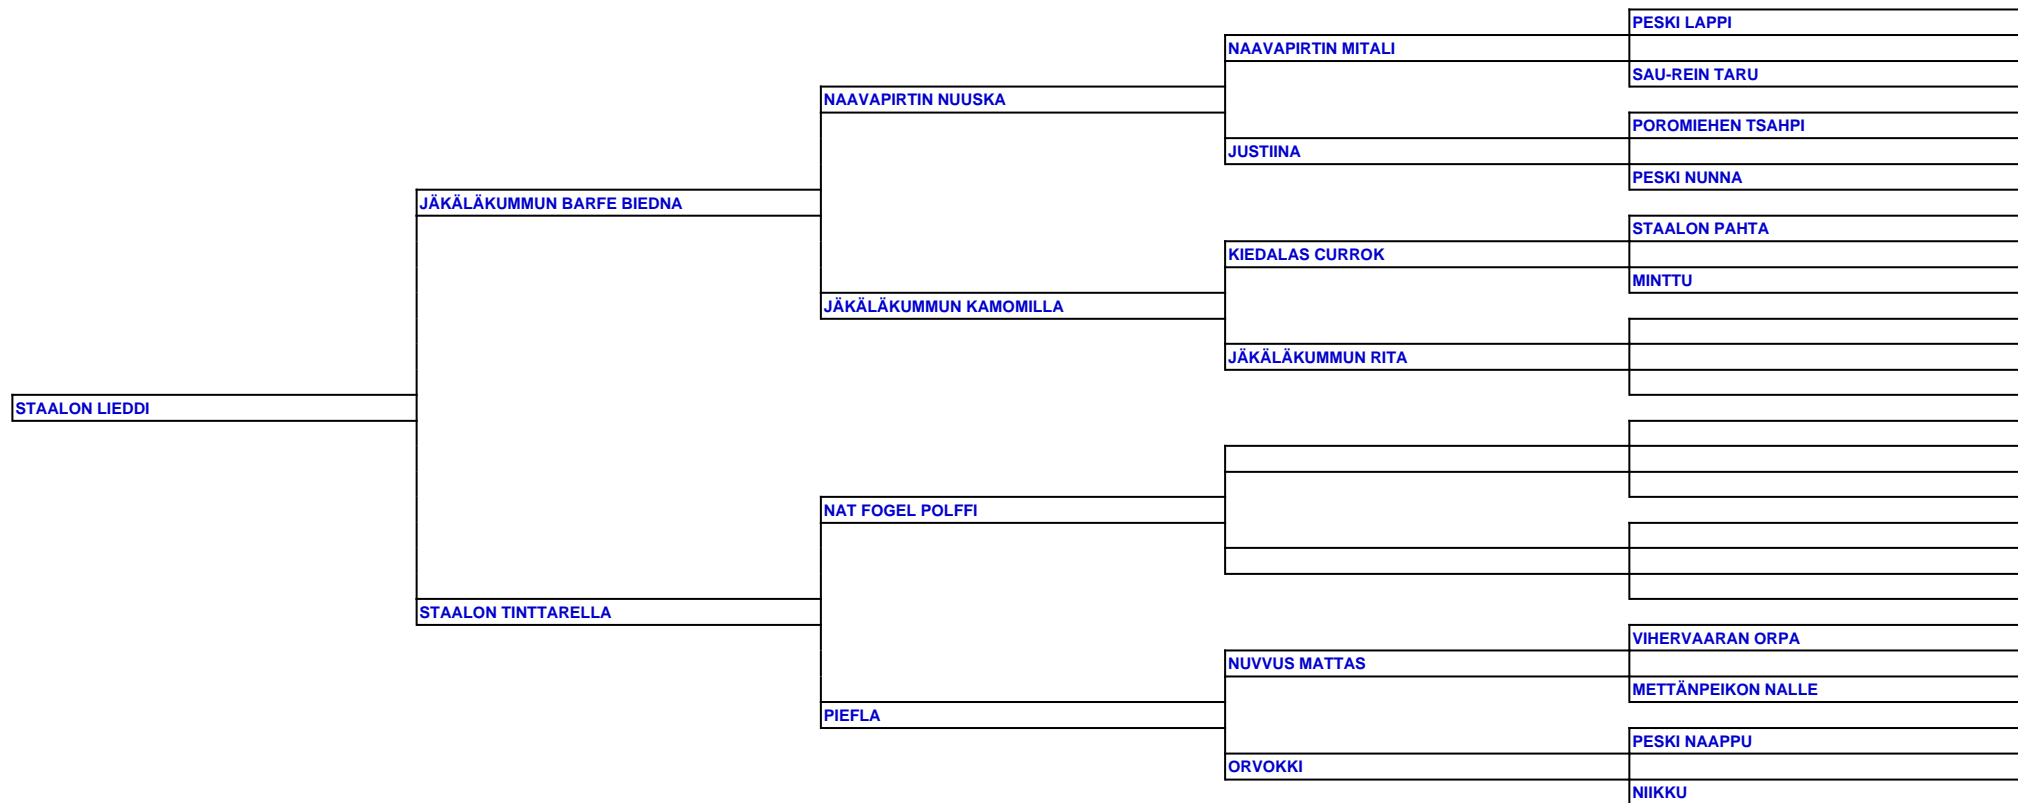 PESKI LAPPI
NAAVAPIRTIN MITALI
SAU-REIN TARU
NAAVAPIRTIN NUUSKA
POROMIEHEN TSAHPI
JUSTIINA
PESKI NUNNA
JÄKÄLÄKUMMUN BARFE BIEDNA
STAALON PAHTA
KIEDALAS CURROK
MINTTU
JÄKÄLÄKUMMUN KAMOMILLA
JÄKÄLÄKUMMUN RITA
STAALON LIEDDI
NAT FOGEL POLFFI
STAALON TINTTARELLA
VIHERVAARAN ORPA
NUVVUS MATTAS
METTÄNPEIKON NALLE
PIEFLA
PESKI NAAPPU
ORVOKKI
NIIKKU